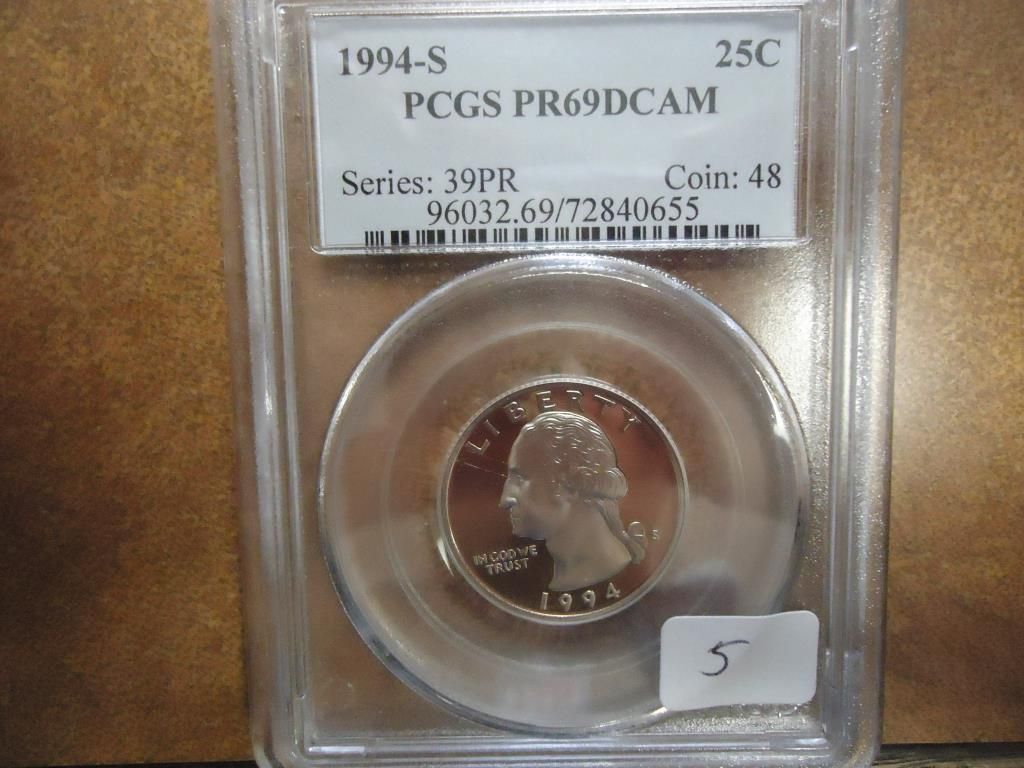 1994-S 25C
PCGS PR69DCAM
Series: 39PR Coin: 48
96032.69/72840655
LIBERTY
IN GOD WE
TRUST
S
1994
5